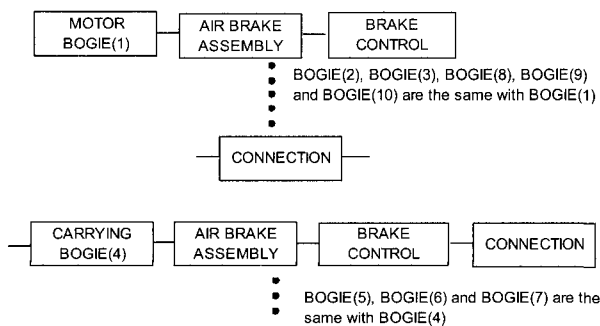 MOTOR
BOGIE(1)
AIR BRAKE
ASSEMBLY
BRAKE
CONTROL
BOGIE(2), BOGIE(3), BOGIE(8), BOGIE(9)
and BOGIE(10) are the same with BOGIE(1)
CONNECTION
CARRYING
BOGIE(4)
AIR BRAKE
ASSEMBLY
BRAKE
CONTROL
CONNECTION
BOGIE(5), BOGIE(6) and BOGIE(7) are the
same with BOGIE(4)